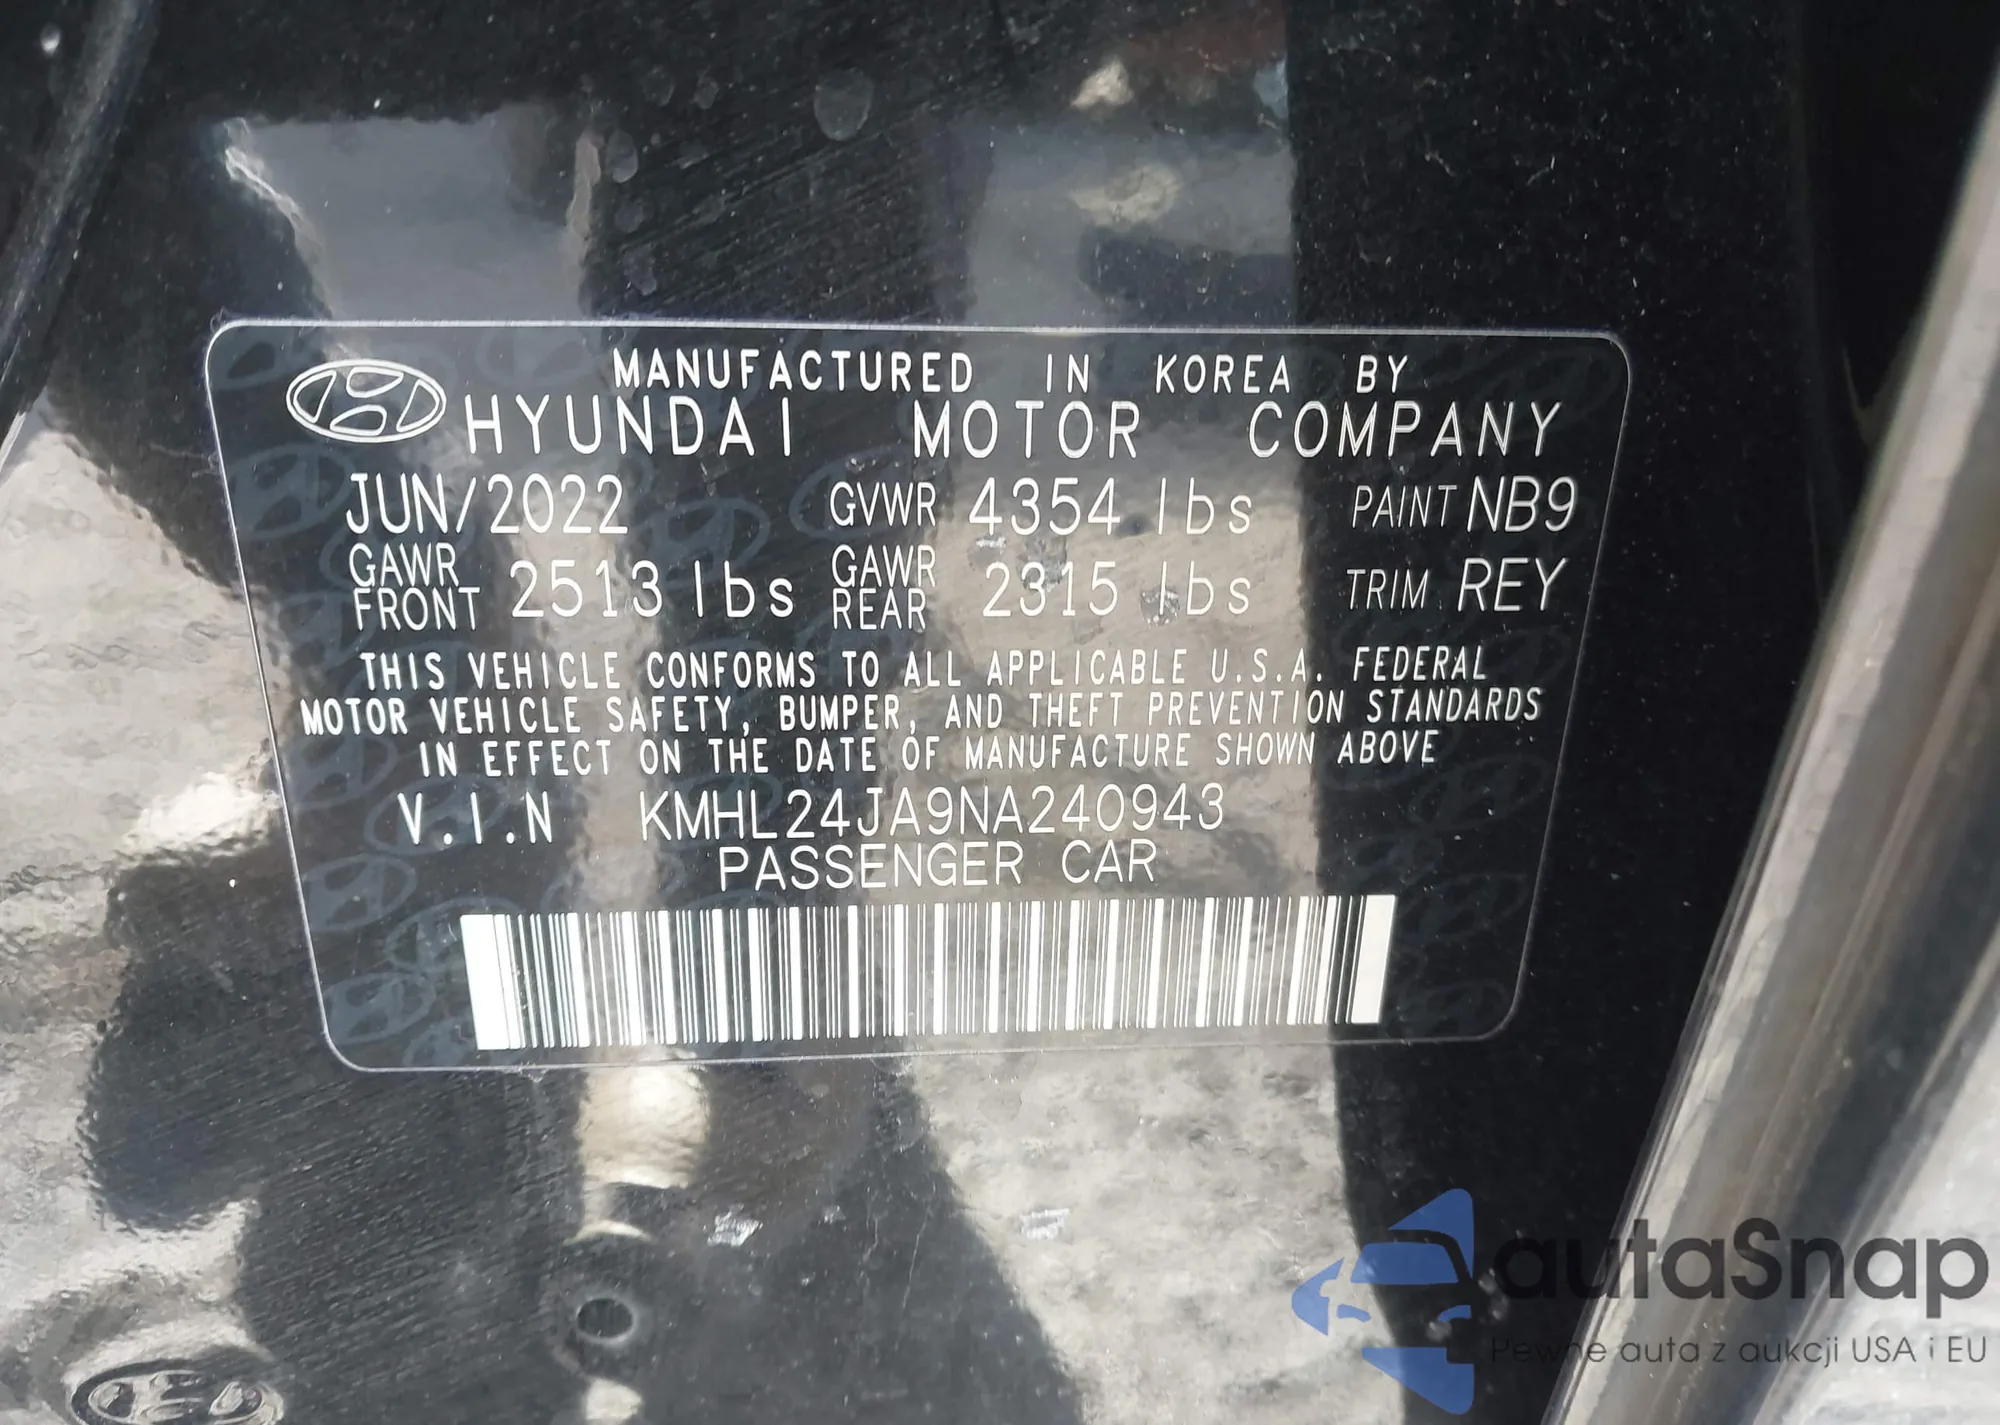 MANUFACTURED IN KOREA BY
HYUNDAI MOTOR COMPANY
JUN/2022 GVWR 4354 lbs PAINT NB9
GAWR FRONT 2513 lbs GAWR REAR 2315 lbs TRIM REY
THIS VEHICLE CONFORMS TO ALL APPLICABLE U.S.A. FEDERAL
MOTOR VEHICLE SAFETY, BUMPER, AND THEFT PREVENTION STANDARDS
IN EFFECT ON THE DATE OF MANUFACTURE SHOWN ABOVE
V.I.N KMHL24JA9NA240943
PASSENGER CAR
autaSnap
Pewne auta z aukcji USA i EU